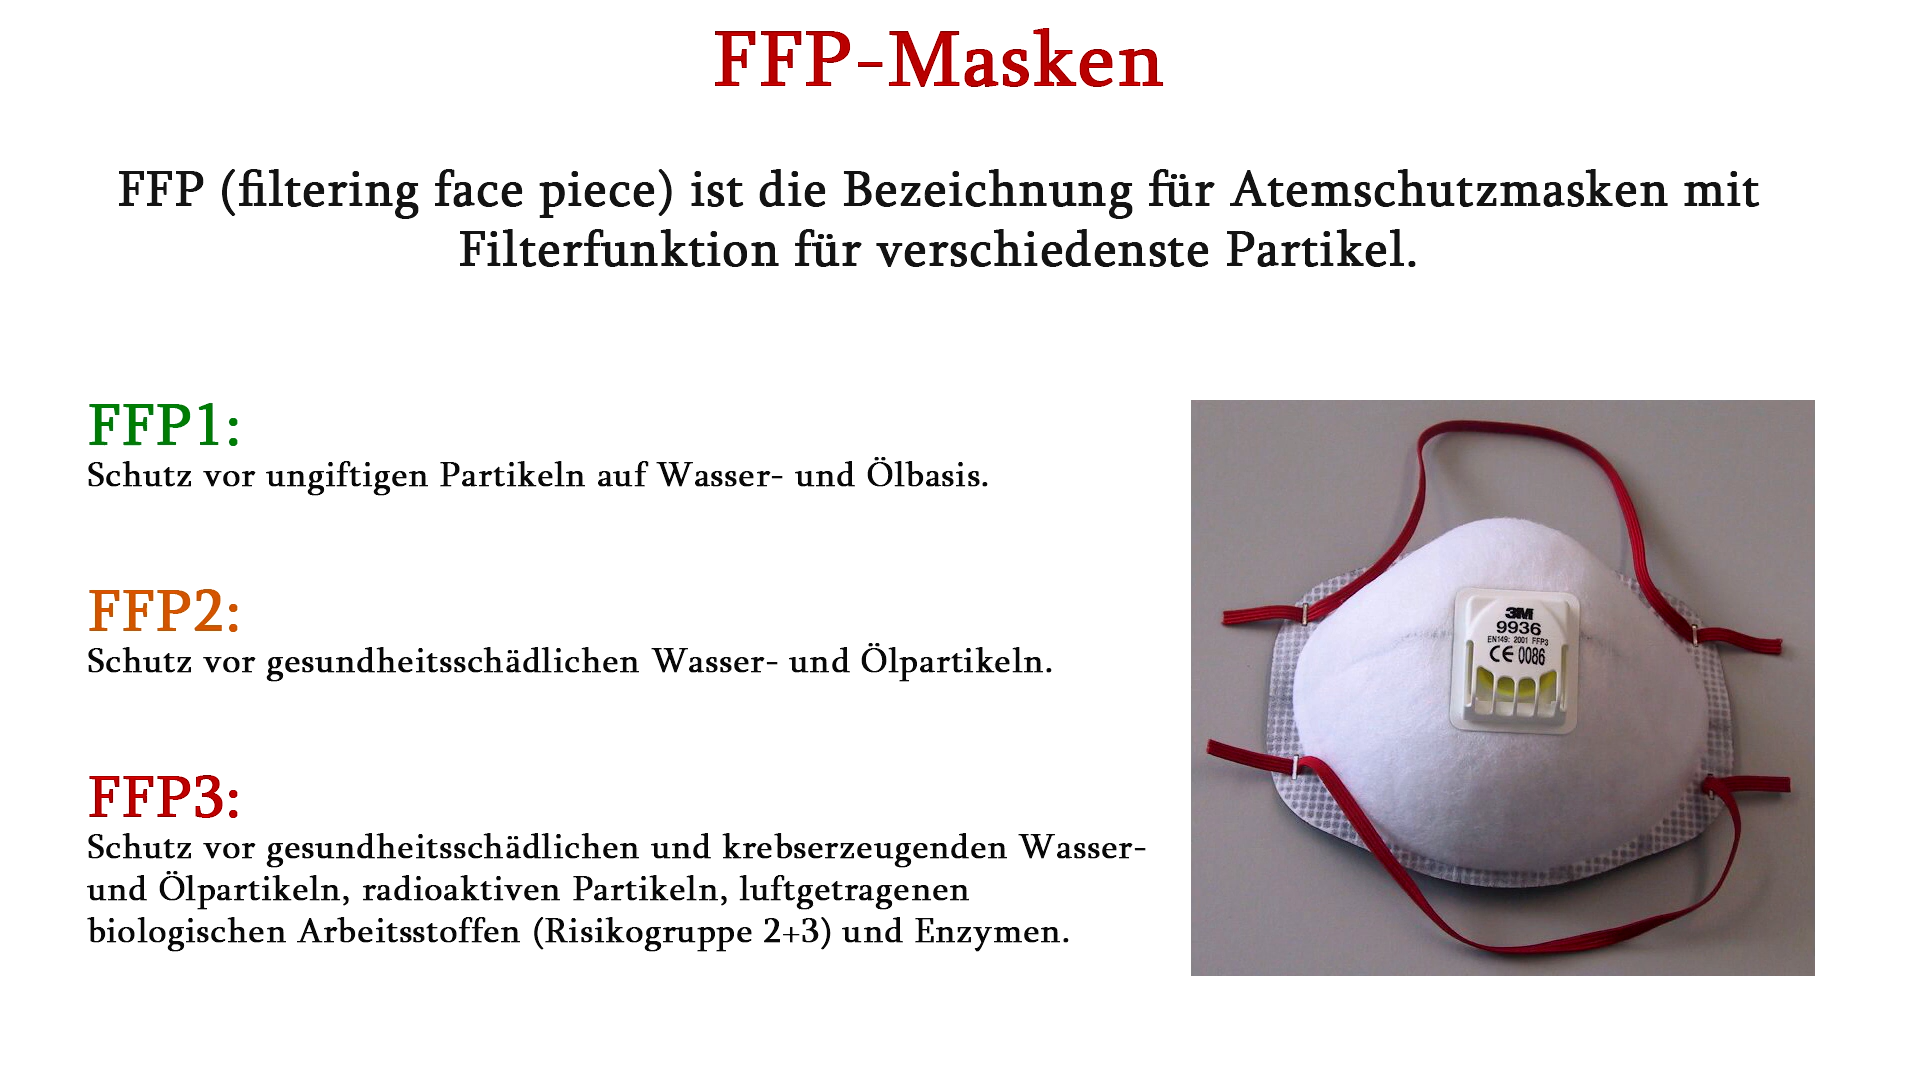 FFP-Masken
FFP (filtering face piece) ist die Bezeichnung für Atemschutzmasken mit
Filterfunktion für verschiedenste Partikel.
FFP1:
Schutz vor ungiftigen Partikeln auf Wasser- und Ölbasis.
FFP2:
Schutz vor gesundheitsschädlichen Wasser- und Ölpartikeln.
FFP3:
Schutz vor gesundheitsschädlichen und krebserzeugenden Wasser-
und Ölpartikeln, radioaktiven Partikeln, luftgetragenen
biologischen Arbeitsstoffen (Risikogruppe 2+3) und Enzymen.
3M
9936
EN149: 2001 FFP3
CE 0086